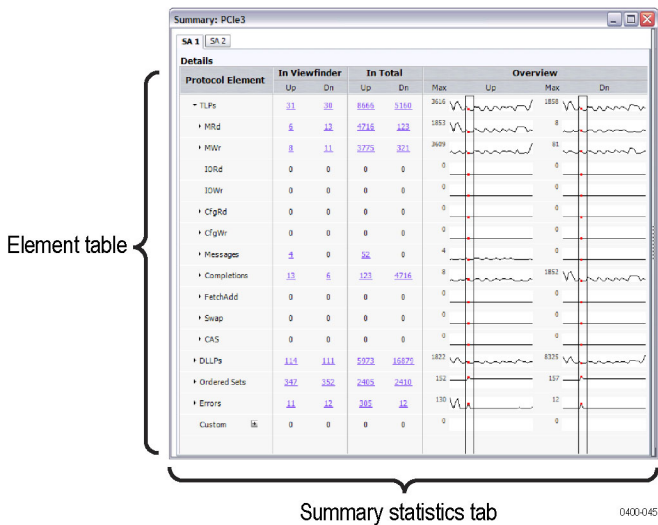 Summary: PCIe3
SA 1 SA 2
Details
Protocol Element In Viewfinder In Total Overview
Up Dn Up Dn Max Up Max Dn
TLPs 31 30 8666 5160 3616 1850
MRd 6 13 4716 123 1853 8
MWr 8 11 3775 321 3609 81
IORd 0 0 0 0 0 0
IOWr 0 0 0 0 0 0
CfgRd 0 0 0 0 0 0
CfgWr 0 0 0 0 0 0
Messages 4 0 52 0 4 0
Completions 13 6 123 4716 8 1852
FetchAdd 0 0 0 0 0 0
Swap 0 0 0 0 0 0
CAS 0 0 0 0 0 0
DLLPs 114 111 5973 16879 1822 8325
Ordered Sets 347 352 2405 2410 152 157
Errors 11 12 305 12 130 12
Custom 0 0 0 0 0 0
Element table
Summary statistics tab
0400-045